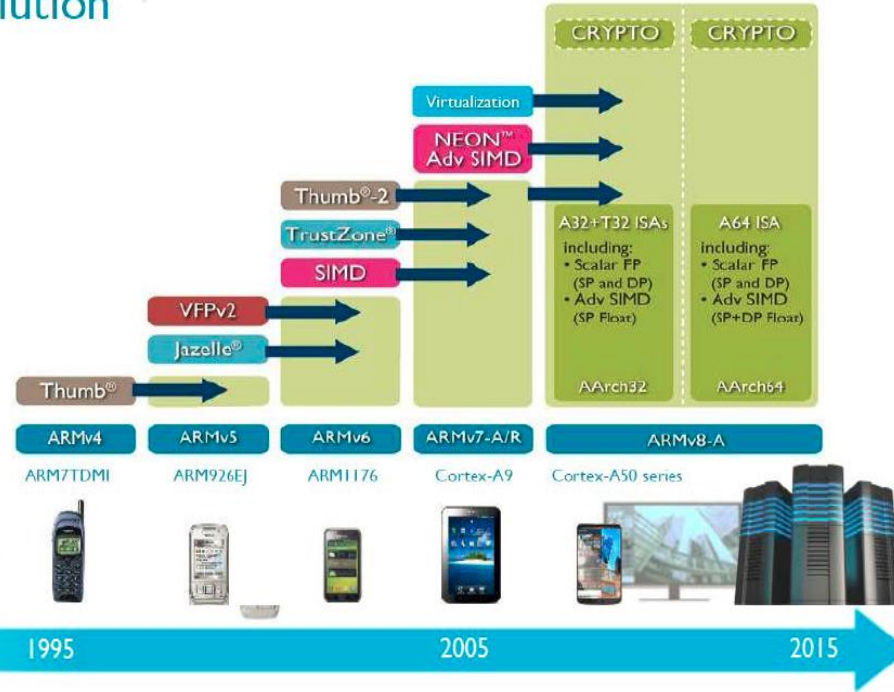 lution
CRYPTO CRYPTO
Virtualization
NEON™
Adv SIMD
Thumb®-2
TrustZone®
SIMD
A32+T32 ISAs
including:
• Scalar FP
(SP and DP)
• Adv SIMD
(SP Float)
AArch32
A64 ISA
including:
• Scalar FP
(SP and DP)
• Adv SIMD
(SP+DP Float)
AArch64
VFPv2
Jazelle®
Thumb®
ARMv4 ARMv5 ARMv6 ARMv7-A/R ARMv8-A
ARM7TDMI ARM926EJ ARM1176 Cortex-A9 Cortex-A50 series
1995 2005 2015